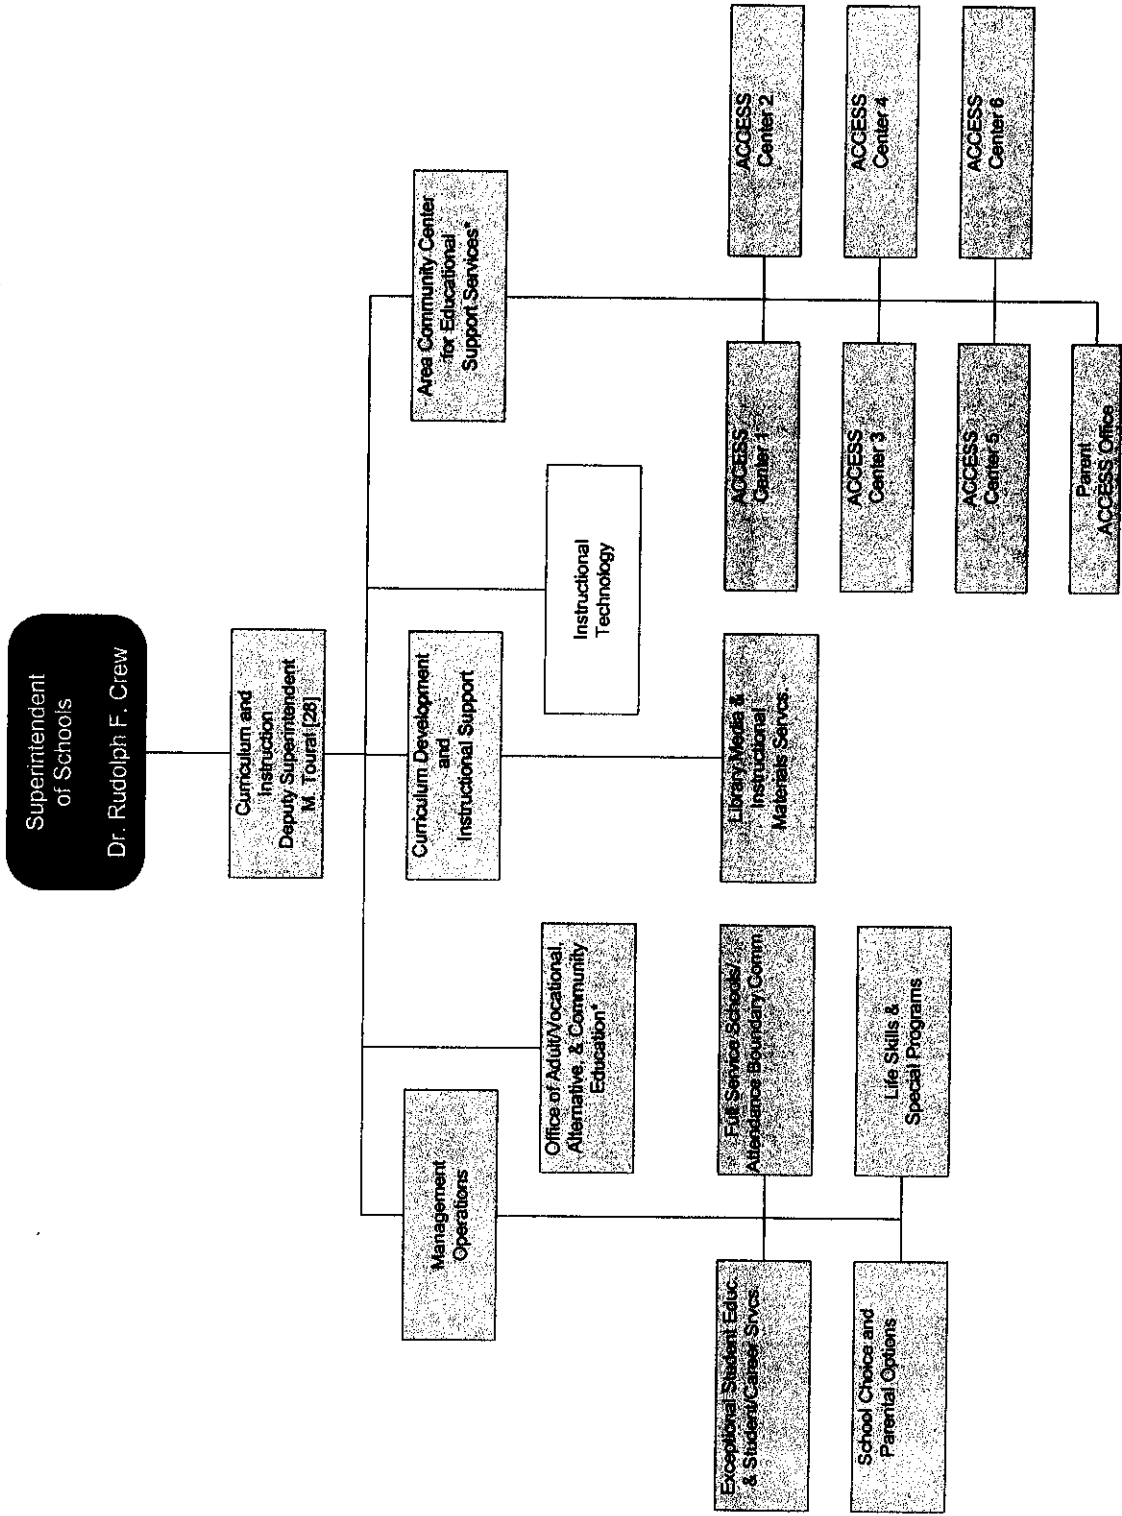 Superintendent
of Schools
Dr. Rudolph F. Crew
Curriculum and
Instruction
Deputy Superintendent
M. Toural [26]
Management
Operations
Office of Adult/Vocational,
Alternative, & Community
Education*
Curriculum Development
and
Instructional Support
Instructional
Technology
Area Community Center
for Educational
Support Services*
Exceptional Student Educ.
& Student/Career Srvcs.
Full Service Schools/
Attendance Boundary Comm.
School Choice and
Parental Options
Life Skills &
Special Programs
Library Media &
Instructional
Materials Servcs.
ACCESS
Center 1
ACCESS
Center 2
ACCESS
Center 3
ACCESS
Center 4
ACCESS
Center 5
ACCESS
Center 6
Parent
ACCESS Office